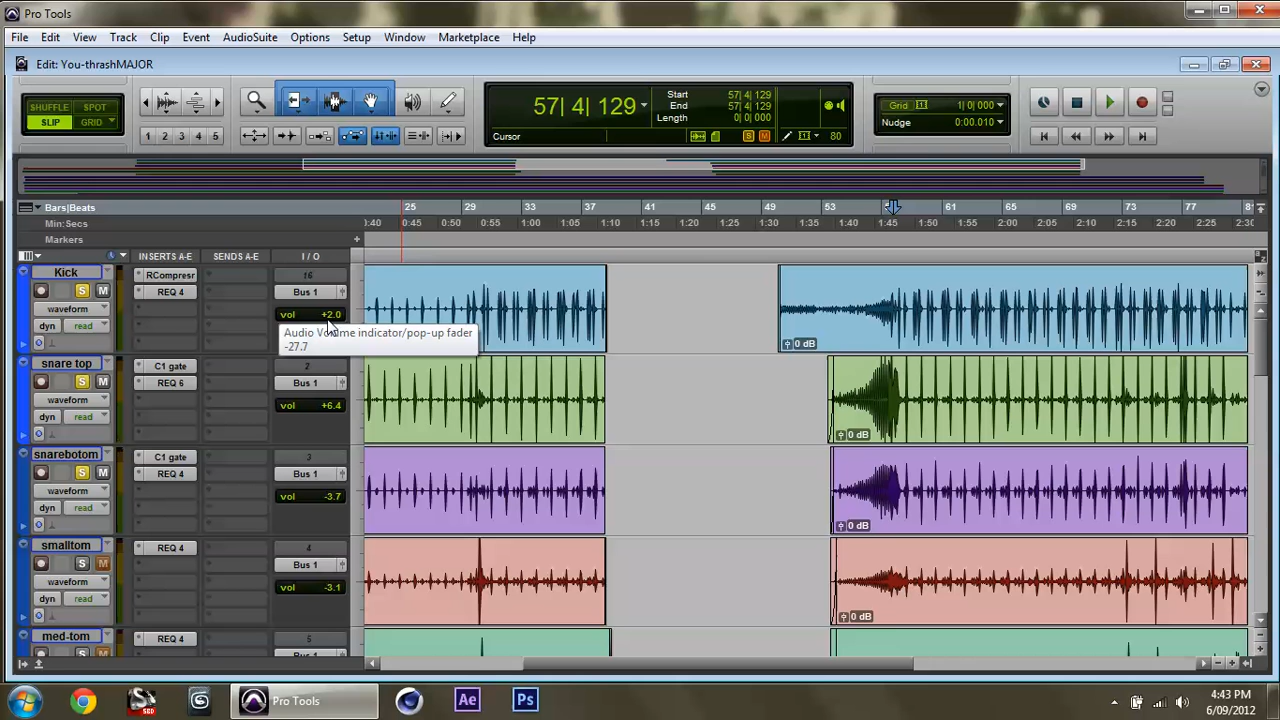 Pro Tools
File Edit View Track Clip Event AudioSuite Options Setup Window Marketplace Help
Edit: You-thrashMAJOR
SHUFFLE SPOT
SLIP GRID
1 2 3 4 5
57| 4| 129
Cursor
Start 57| 4| 129
End 57| 4| 129
Length 0| 0| 000
S M 80
Grid 1| 0| 000
Nudge 0:00.010
Bars|Beats 25 29 33 37 41 45 49 53 61 65 69 73 77
Min:Secs 0:40 0:45 0:50 0:55 1:00 1:05 1:10 1:15 1:20 1:25 1:30 1:35 1:40 1:45 1:50 1:55 2:00 2:05 2:10 2:15 2:20 2:25 2:30
Markers
INSERTS A-E SENDS A-E I / O
Kick RCompresr 16
S M REQ 4 Bus 1
waveform vol +2.0
dyn read
Audio Volume indicator/pop-up fader
-27.7
0 dB
snare top C1 gate 2
S M REQ 6 Bus 1
waveform vol +6.4
dyn read
0 dB
snarebotom C1 gate 3
S M REQ 4 Bus 1
waveform vol -3.7
dyn read
0 dB
smalltom REQ 4 4
S M Bus 1
waveform vol -3.1
dyn read
0 dB
med-tom REQ 4 5
Pro Tools Ae Ps
4:43 PM
6/09/2012